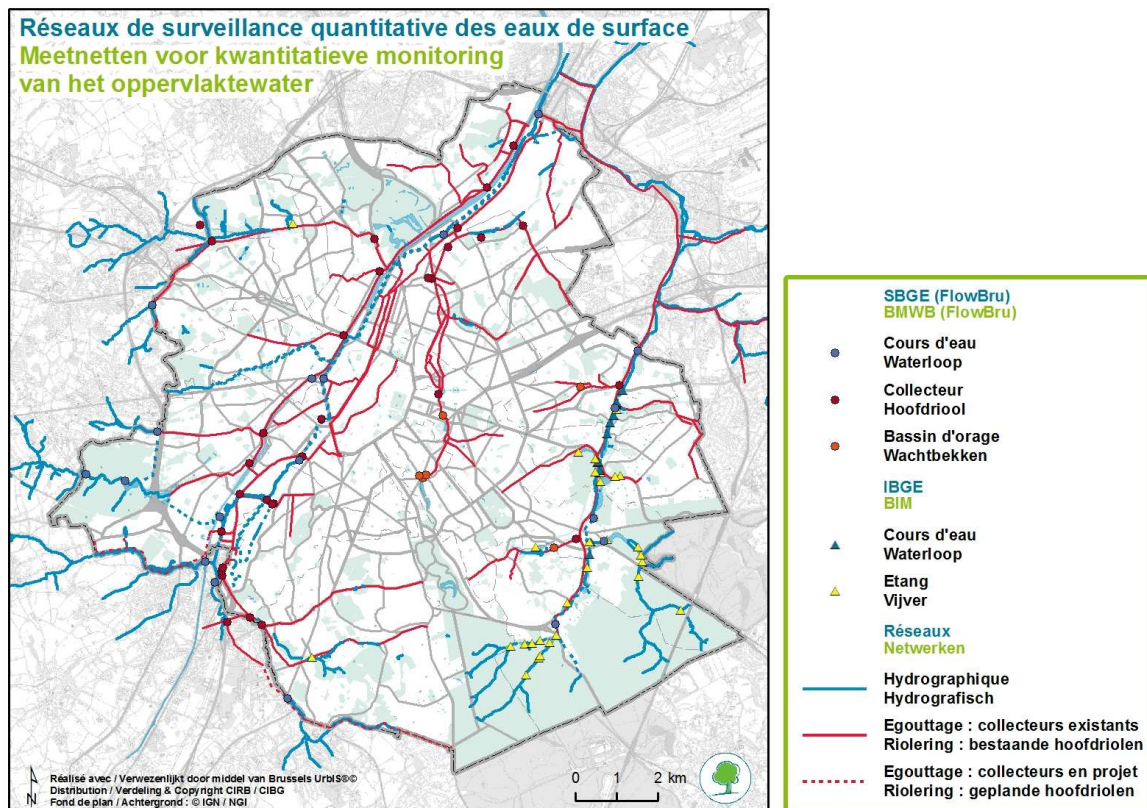 Réseaux de surveillance quantitative des eaux de surface
Meetnetten voor kwantitatieve monitoring
van het oppervlaktewater
SBGE (FlowBru)
BMWB (FlowBru)
Cours d'eau
Waterloop
Collecteur
Hoofdriool
Bassin d'orage
Wachtbekken
IBGE
BIM
Cours d'eau
Waterloop
Etang
Vijver
Réseaux
Netwerken
Hydrographique
Hydrografisch
Egouttage : collecteurs existants
Riolering : bestaande hoofdriolen
Egouttage : collecteurs en projet
Riolering : geplande hoofdriolen
N
N
Réalisé avec / Verwezenlijkt door middel van Brussels UrbIS®©
Distribution / Verdeling & Copyright CIRB / CIBG
Fond de plan / Achtergrond : © IGN / NGI
0 1 2 km